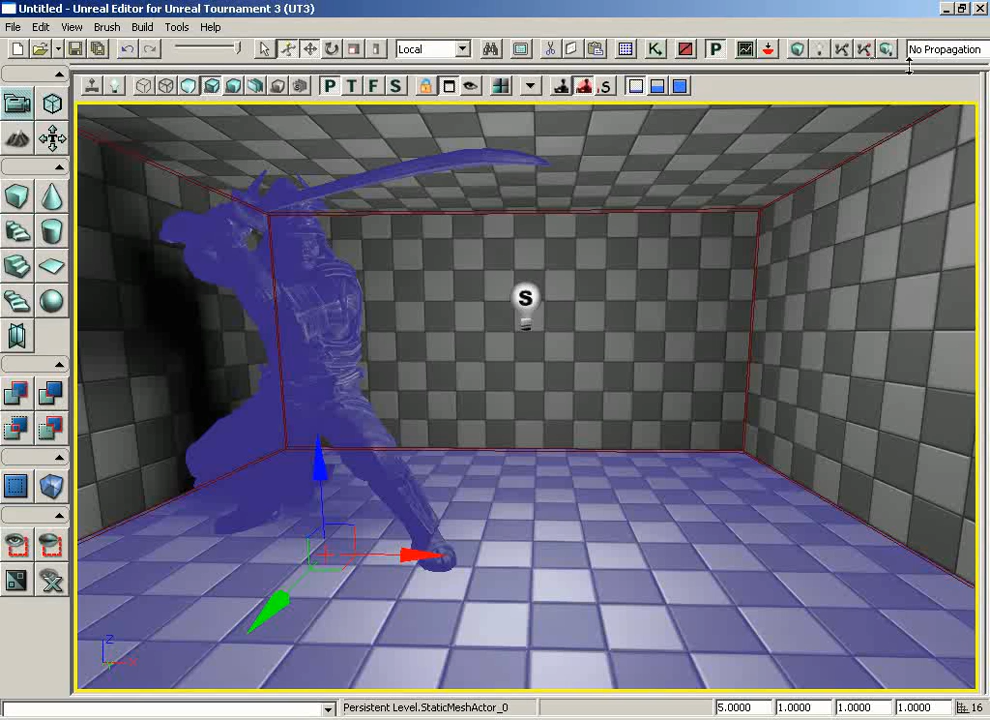 Untitled - Unreal Editor for Unreal Tournament 3 (UT3)
File Edit View Brush Build Tools Help
Local P No Propagation
P T F S S
S
Z
X
Persistent Level.StaticMeshActor_0 5.0000 1.0000 1.0000 1.0000 16